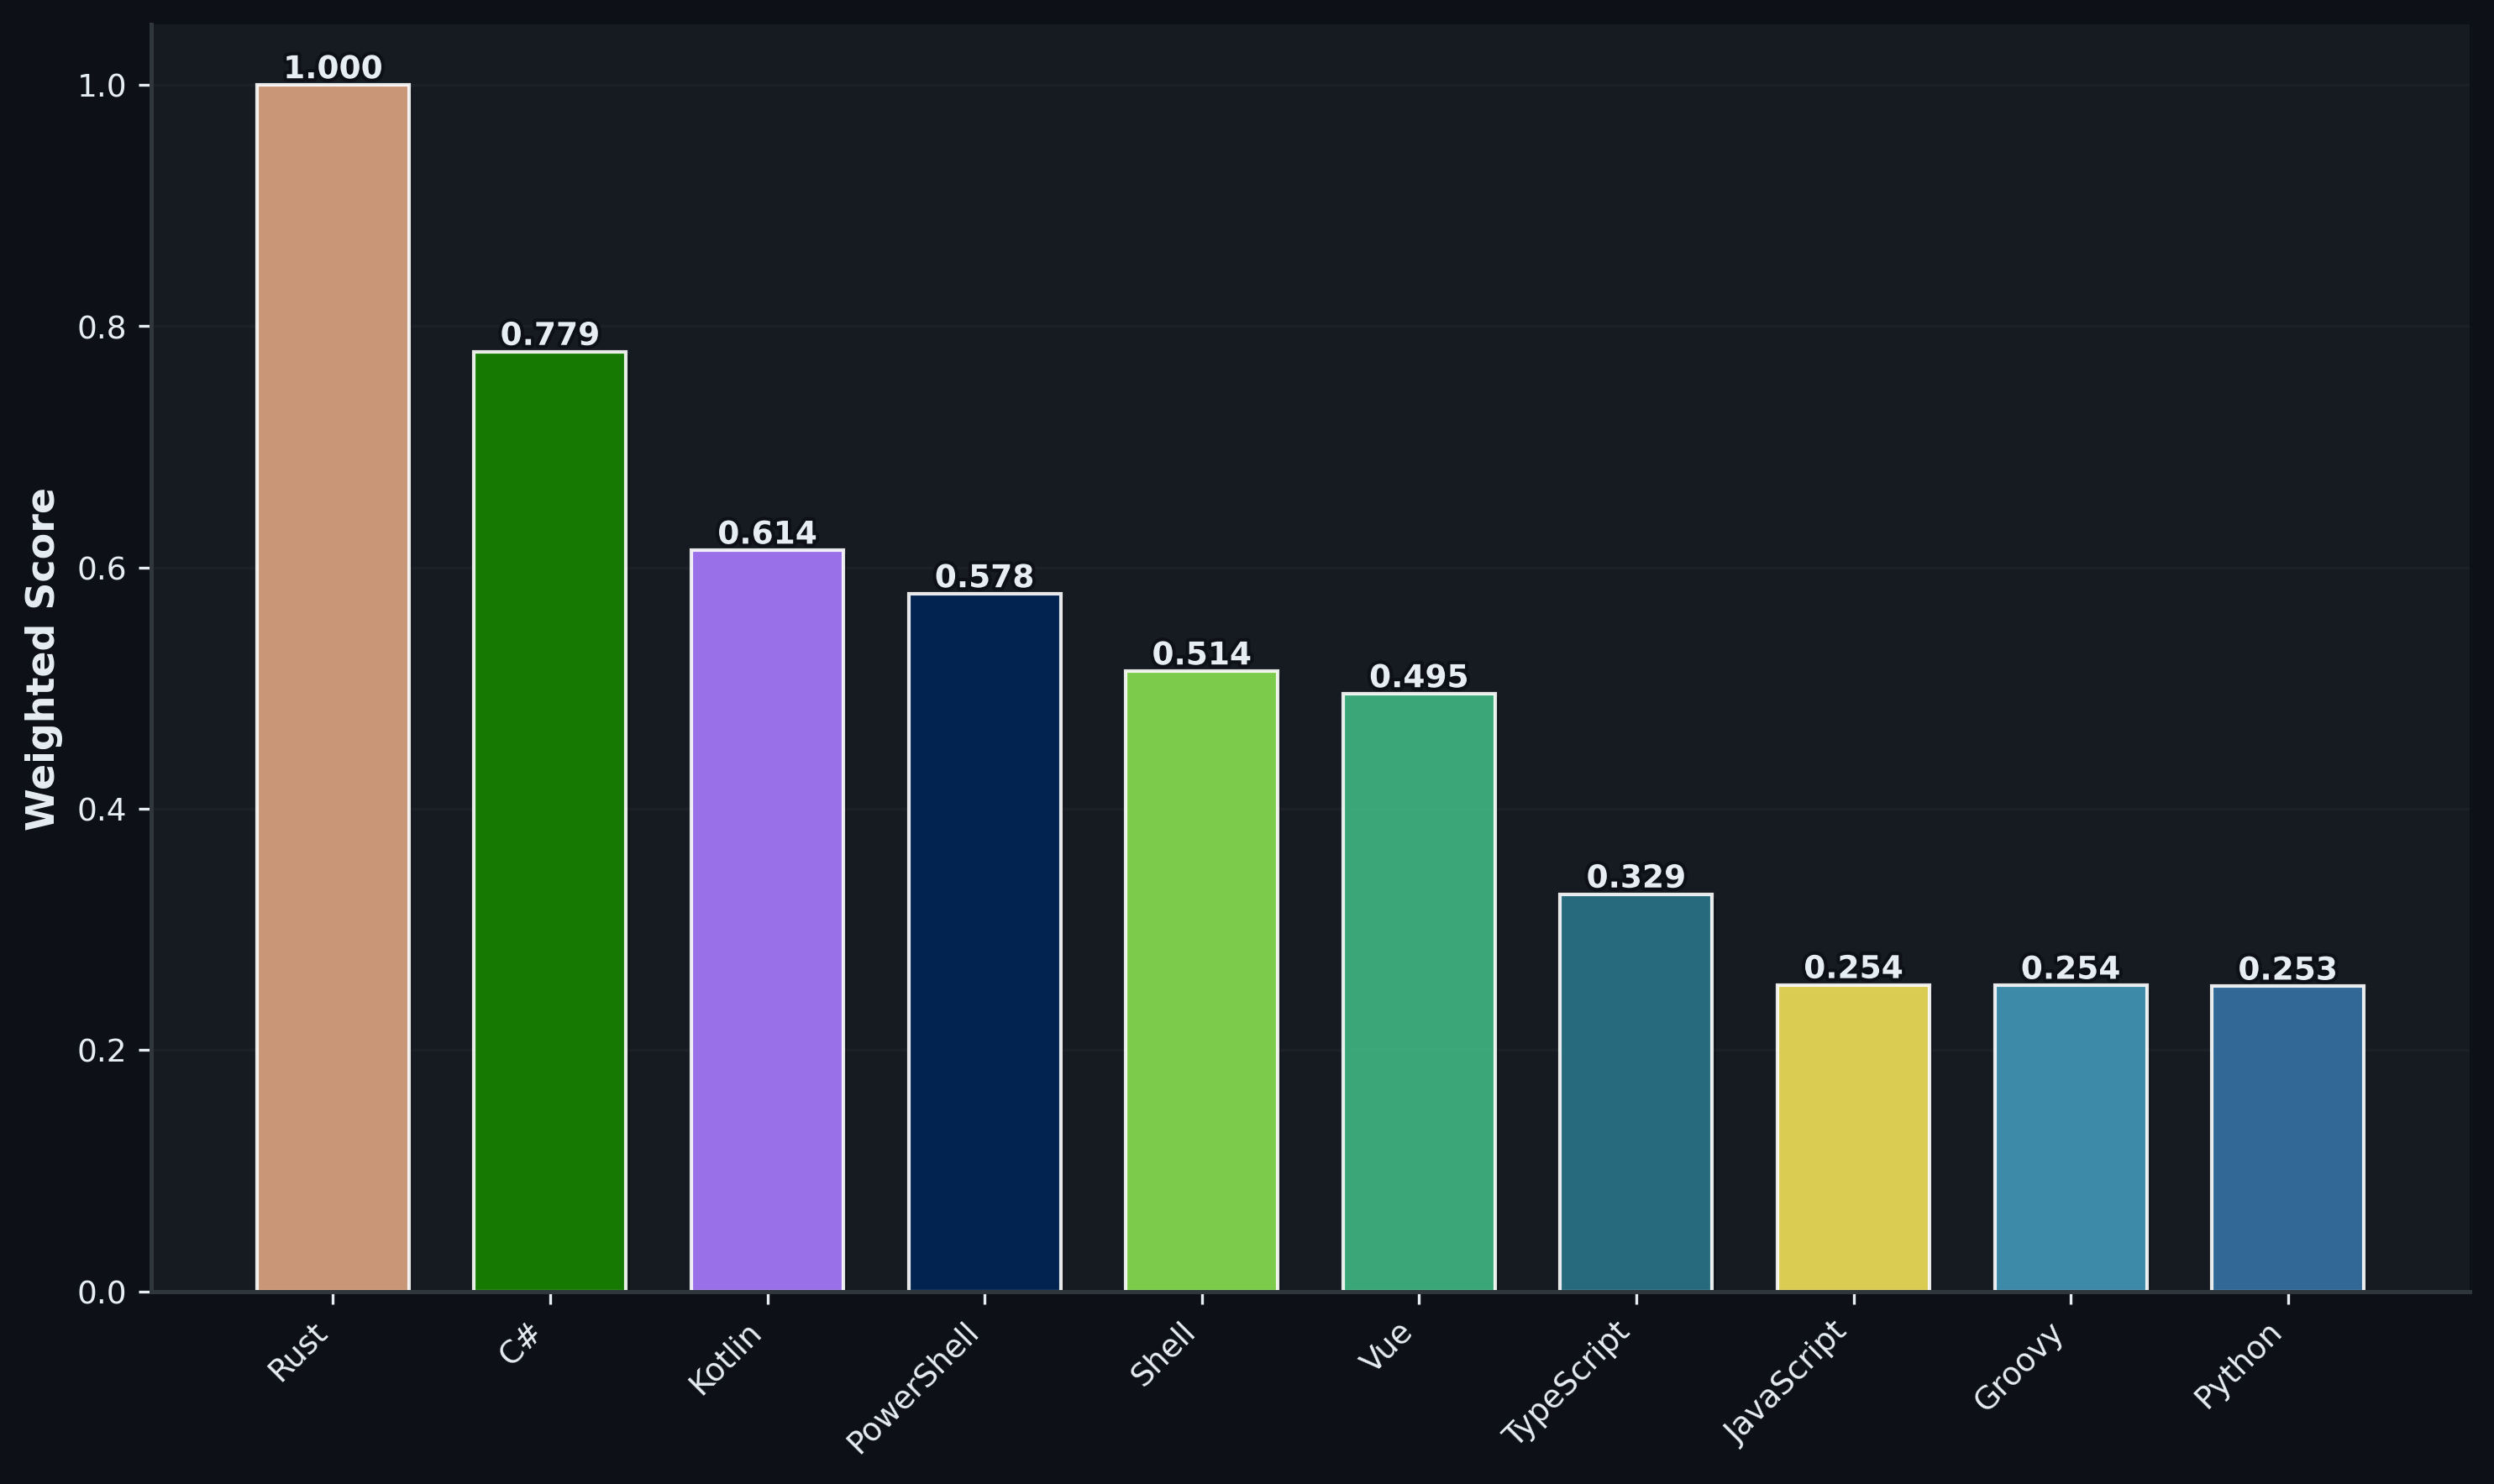 Weighted Score
1.0
0.8
0.6
0.4
0.2
0.0
1.000
0.779
0.614
0.578
0.514
0.495
0.329
0.254
0.254
0.253
Rust
C#
Kotlin
PowerShell
Shell
Vue
TypeScript
JavaScript
Groovy
Python